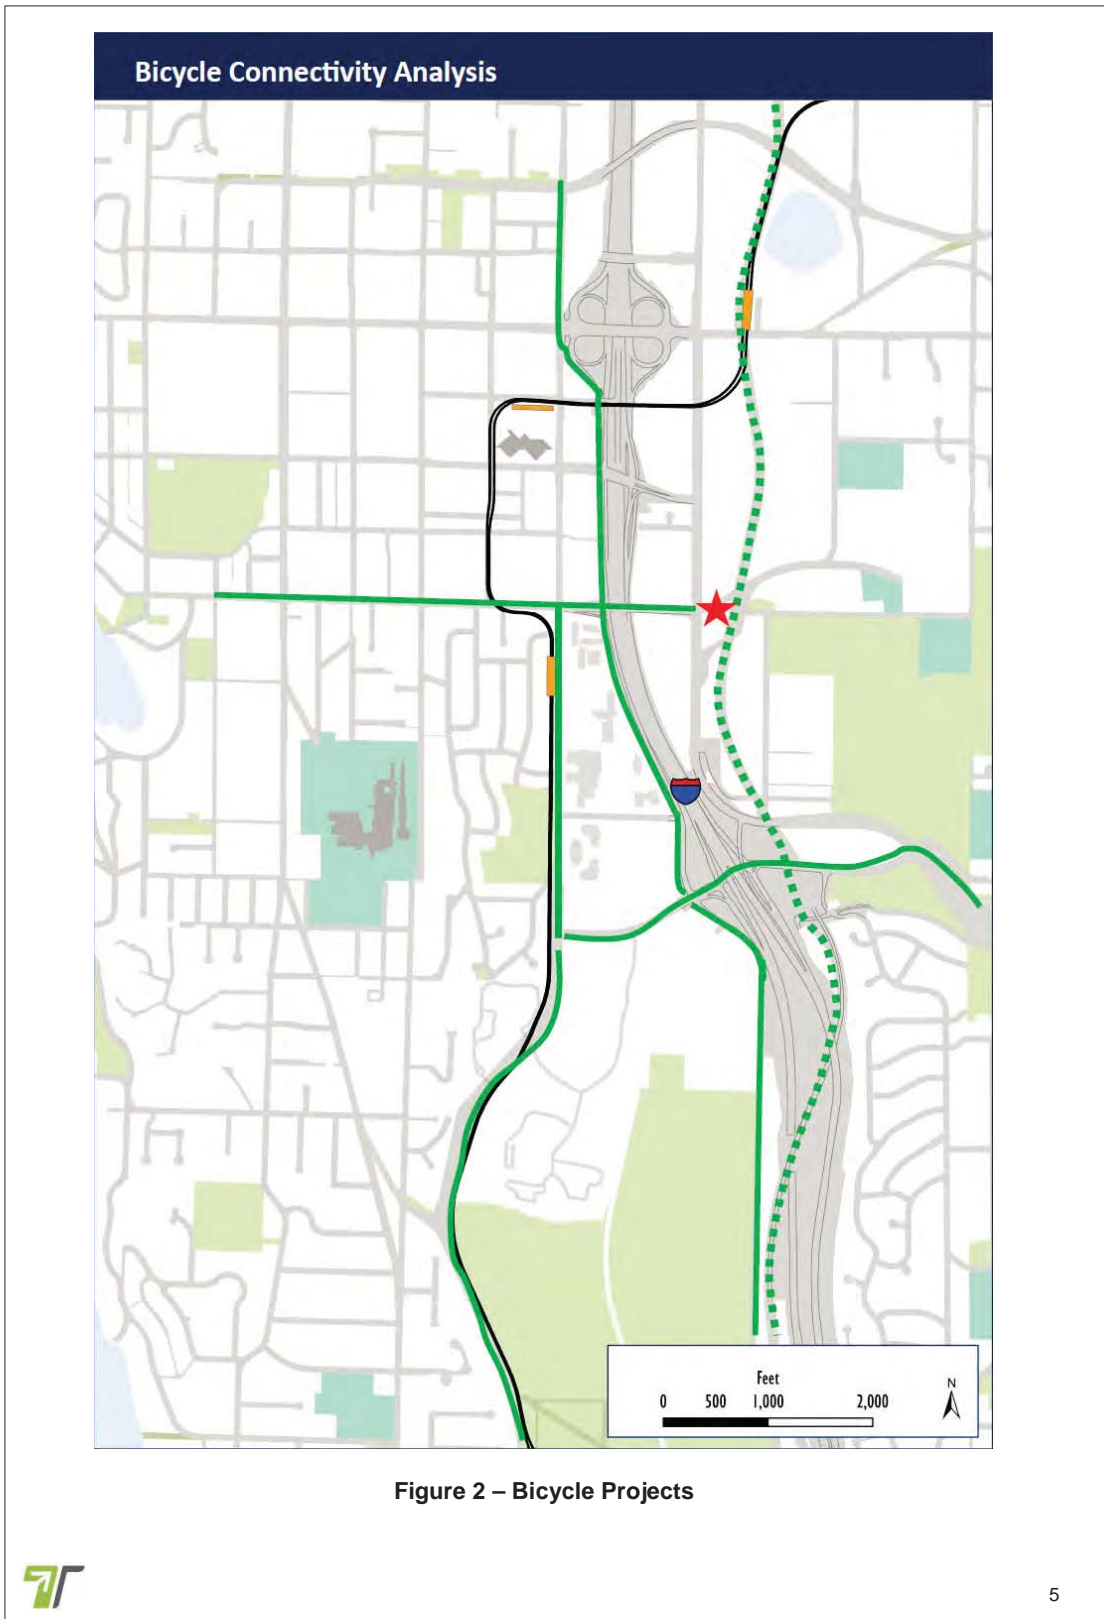 Bicycle Connectivity Analysis
Feet
0 500 1,000 2,000
N
Figure 2 – Bicycle Projects
5